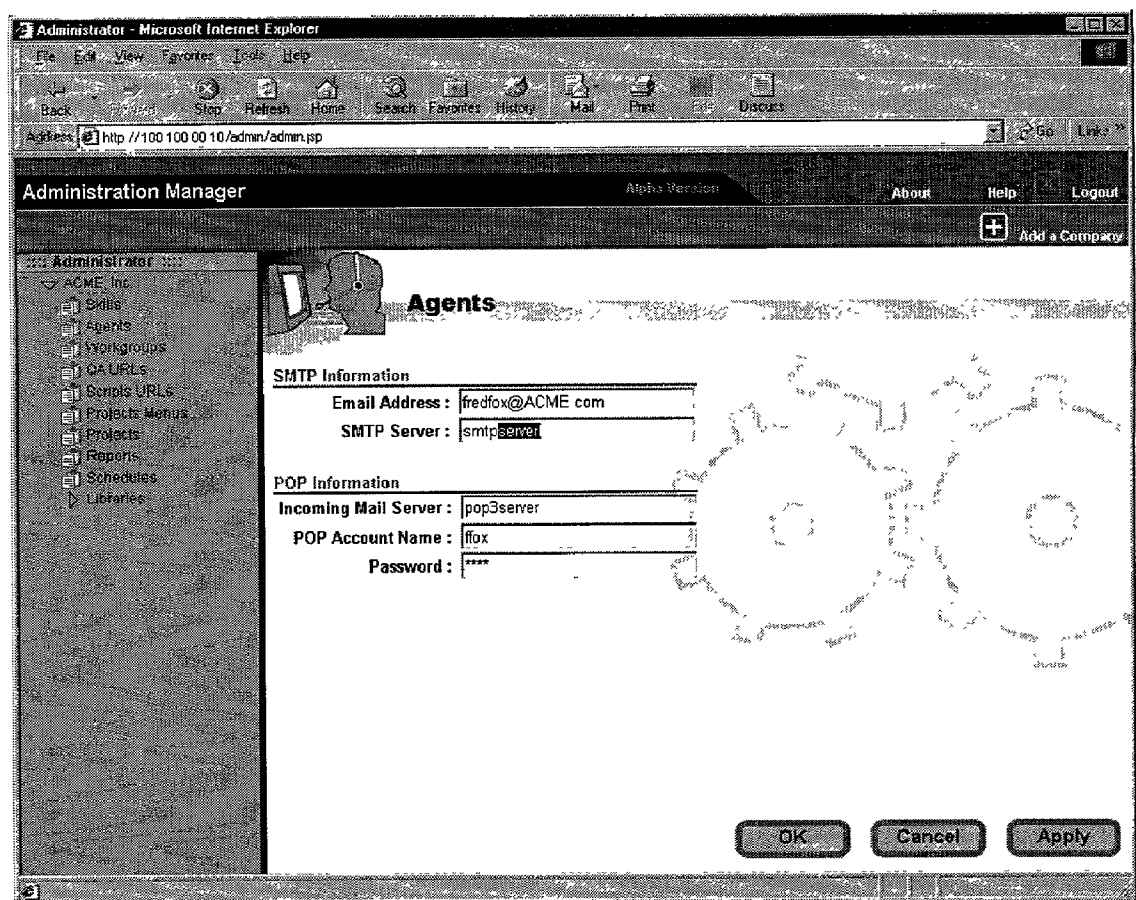 Administrator - Microsoft Internet Explorer
File Edit View Favorites Tools Help
Back Stop Refresh Home Search Favorites History Mail Print Discuss
Address http //100 100 00 10/admin/admin.jsp Go Links »
Administration Manager Alpha Version About Help Logout
Add a Company
:::: Administrator ::::
ACME Inc
Skills
Agents
Workgroups
QA URLs
Scripts URLs
Projects Menus
Projects
Reports
Schedules
Libraries
Agents
SMTP Information
Email Address : fredfox@ACME com
SMTP Server : smtpserver
POP Information
Incoming Mail Server : pop3server
POP Account Name : ffox
Password : ****
OK Cancel Apply